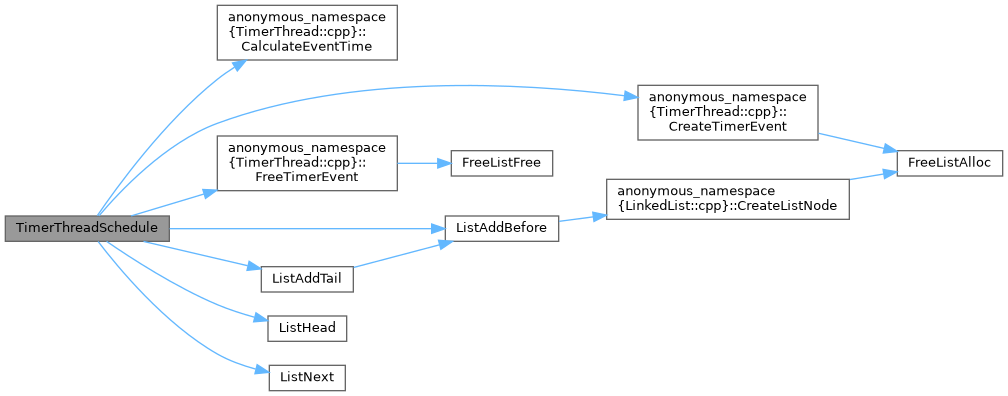 anonymous_namespace
{TimerThread::cpp}::
CalculateEventTime
anonymous_namespace
{TimerThread::cpp}::
CreateTimerEvent
anonymous_namespace
{TimerThread::cpp}::
FreeTimerEvent
FreeListFree
FreeListAlloc
anonymous_namespace
{LinkedList::cpp}::CreateListNode
TimerThreadSchedule
ListAddBefore
ListAddTail
ListHead
ListNext